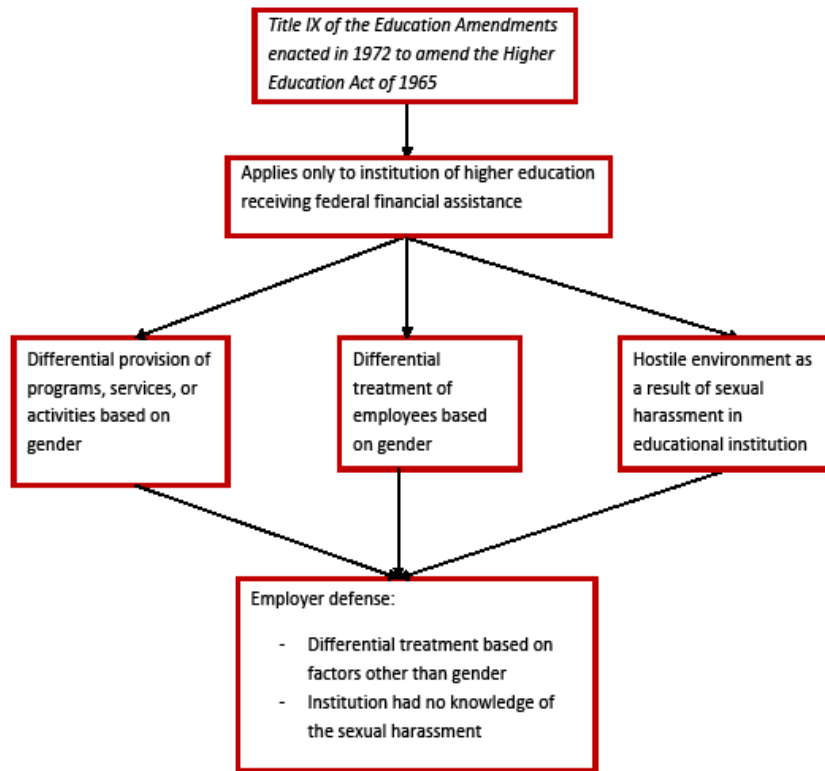 Title IX of the Education Amendments
enacted in 1972 to amend the Higher
Education Act of 1965
Applies only to institution of higher education
receiving federal financial assistance
Differential provision of
programs, services, or
activities based on
gender
Differential
treatment of
employees based
on gender
Hostile environment as
a result of sexual
harassment in
educational institution
Employer defense:
- Differential treatment based on
factors other than gender
- Institution had no knowledge of
the sexual harassment